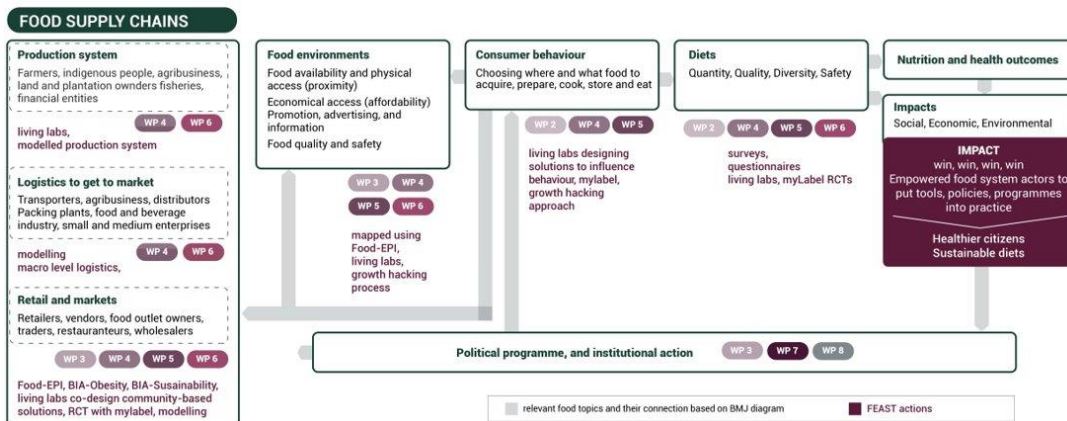 FOOD SUPPLY CHAINS
Production system
Farmers, indigenous people, agribusiness,
land and plantation ownders fisheries,
financial entities
WP 4
WP 6
living labs,
modelled production system
Logistics to get to market
Transporters, agribusiness, distributors
Packing plants, food and beverage
industry, small and medium enterprises
WP 4
WP 6
modelling
macro level logistics,
Retail and markets
Retailers, vendors, food outlet owners,
traders, restauranteurs, wholesalers
WP 3
WP 4
WP 5
WP 6
Food-EPI, BIA-Obesity, BIA-Susainability,
living labs co-design community-based
solutions, RCT with mylabel, modelling
Food environments
Food availability and physical
access (proximity)
Economical access (affordability)
Promotion, advertising, and
information
Food quality and safety
WP 3
WP 4
WP 5
WP 6
mapped using
Food-EPI,
living labs,
growth hacking
process
Consumer behaviour
Choosing where and what food to
acquire, prepare, cook, store and eat
WP 2
WP 4
WP 5
living labs designing
solutions to influence
behaviour, mylabel,
growth hacking
approach
Diets
Quantity, Quality, Diversity, Safety
WP 2
WP 4
WP 5
WP 6
surveys,
questionnaires
living labs, myLabel RCTs
Nutrition and health outcomes
Impacts
Social, Economic, Environmental
IMPACT
win, win, win, win
Empowered food system actors to
put tools, policies, programmes
into practice
Healthier citizens
Sustainable diets
Political programme, and institutional action
WP 3
WP 7
WP 8
relevant food topics and their connection based on BMJ diagram
FEAST actions